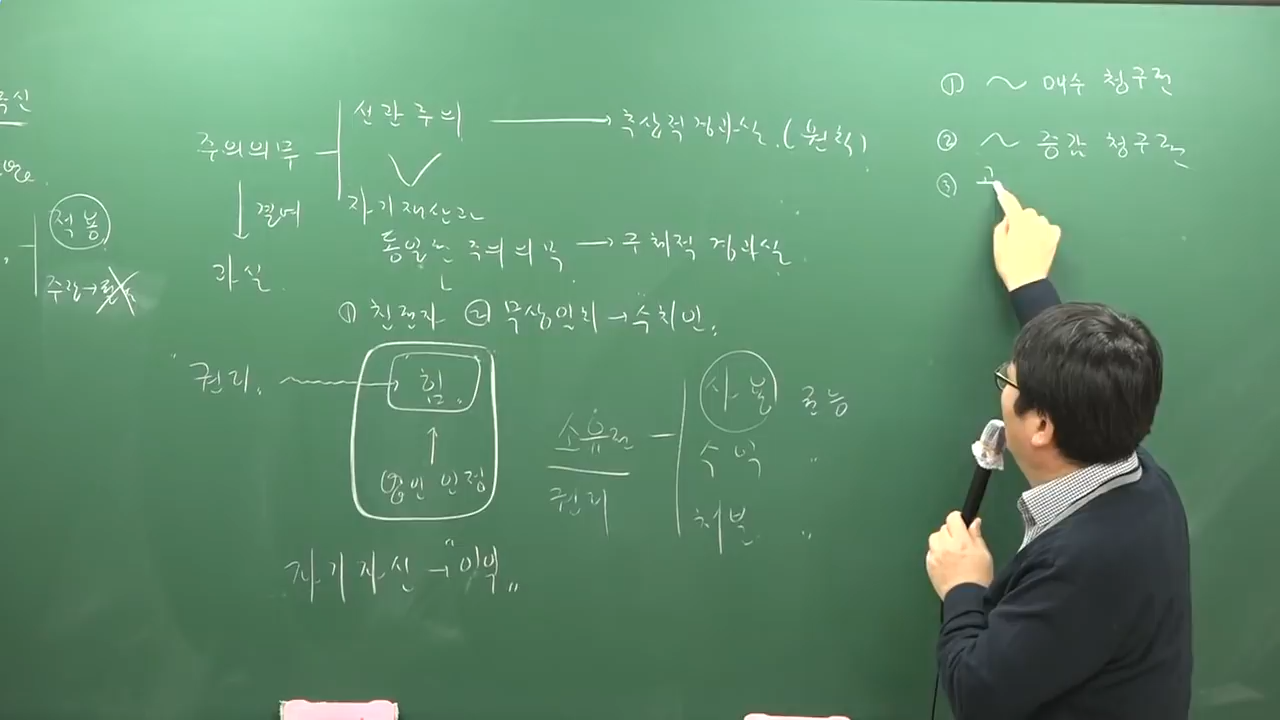 적용
주의의무
선관주의 → 추상적경과실.(원칙)
↓ 결여
과실.
자기재산과
동일한 주의의무 → 구체적 경과실
① 친권자 ② 무상임치→수치인.
"권리.
힘
↑
법인 인정
자기 자신 → "이익"
소유권
권리
사용 권능
수익 "
처분 "
① ~ 매수 청구권
② ~ 증감 청구권
③